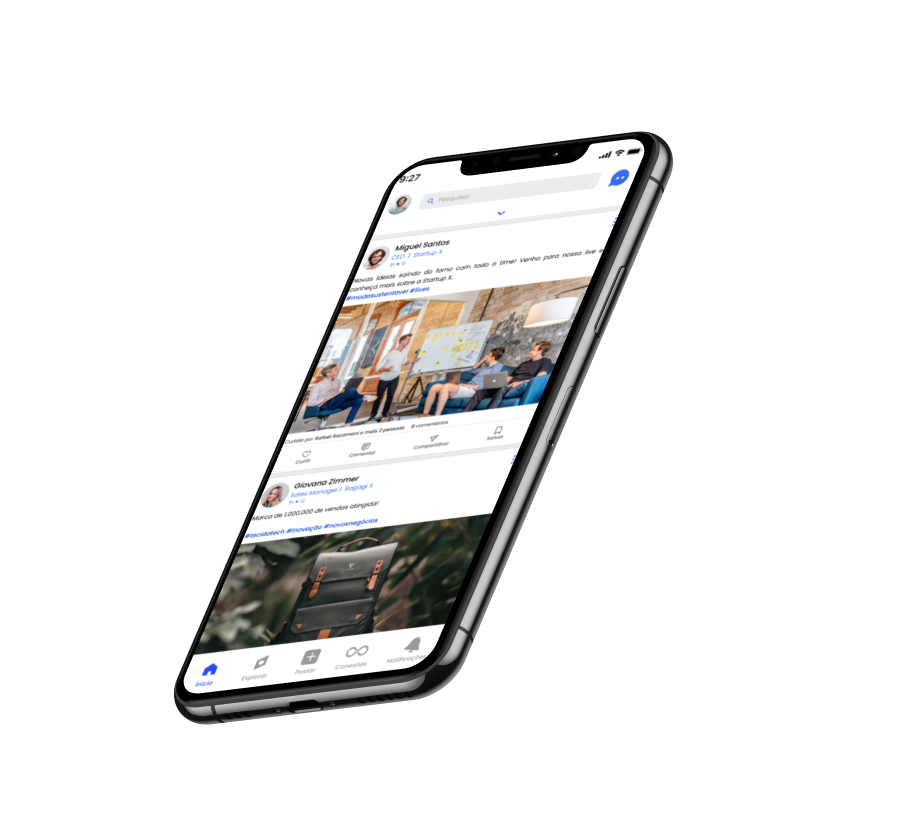 9:27
Pesquisar
Miguel Santos
CEO | Startup X
1h
Novas ideias saindo do forno com todo o time! Venha para nossa live e
conheça mais sobre a Startup X.
#modasustentavel #lives
Curtido por Rafael Sacomani e mais 2 pessoas 8 comentários
Curtir Comentar Compartilhar Salvar
Giovana Zimmer
Sales Manager | Bagagi X
Marca de 1.000.000 de vendas atingida!
#tecidotech #inovação #novosnegócios
Início Explorar Postar Conexões Notificações